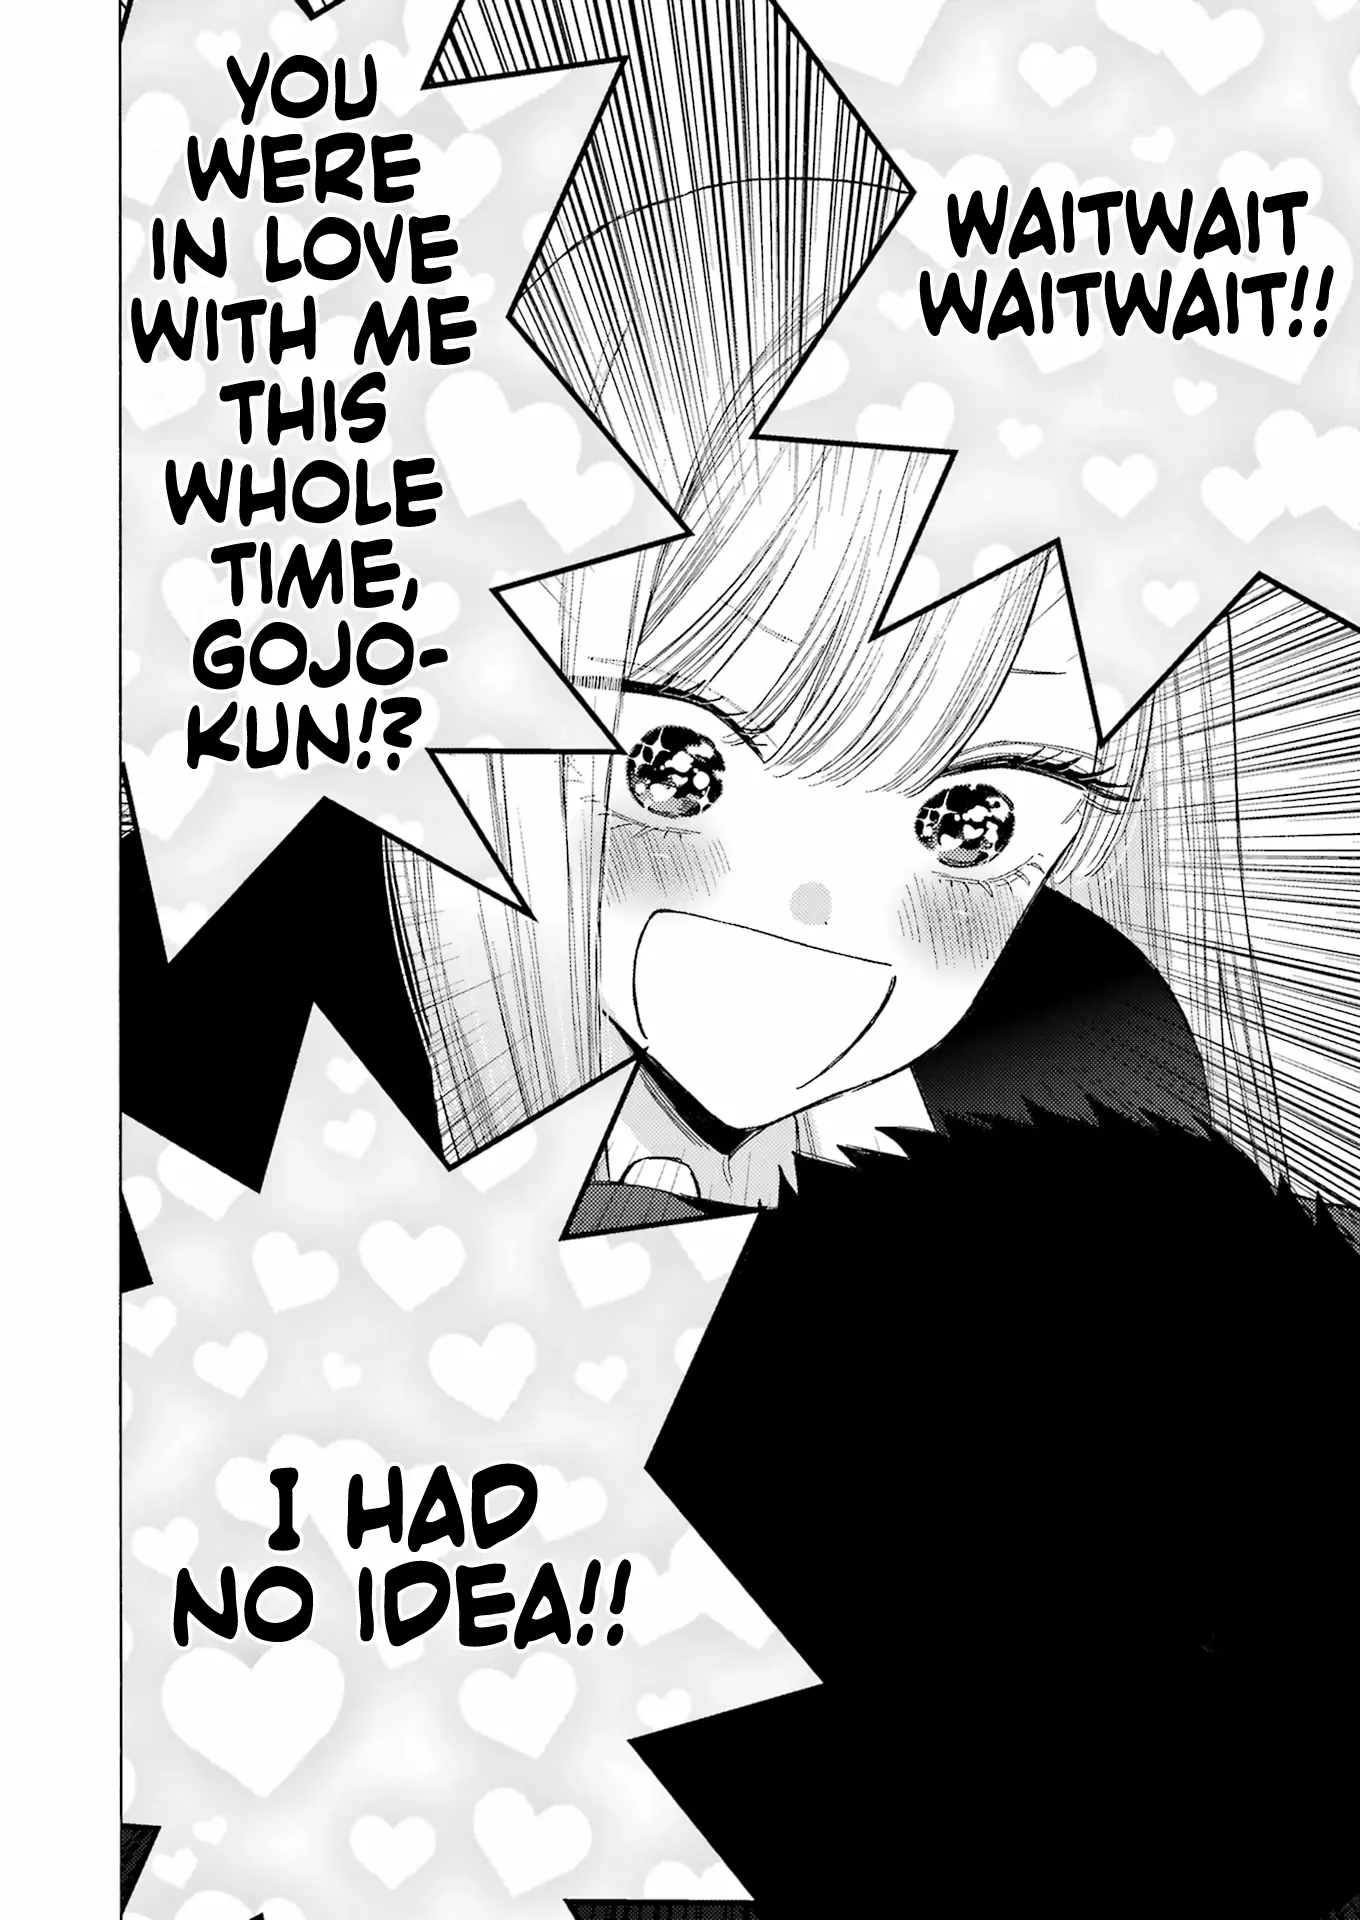 WAITWAIT
WAITWAIT!!
YOU
WERE
IN LOVE
WITH ME
THIS
WHOLE
TIME,
GOJO-
KUN!?
I HAD
NO IDEA!!